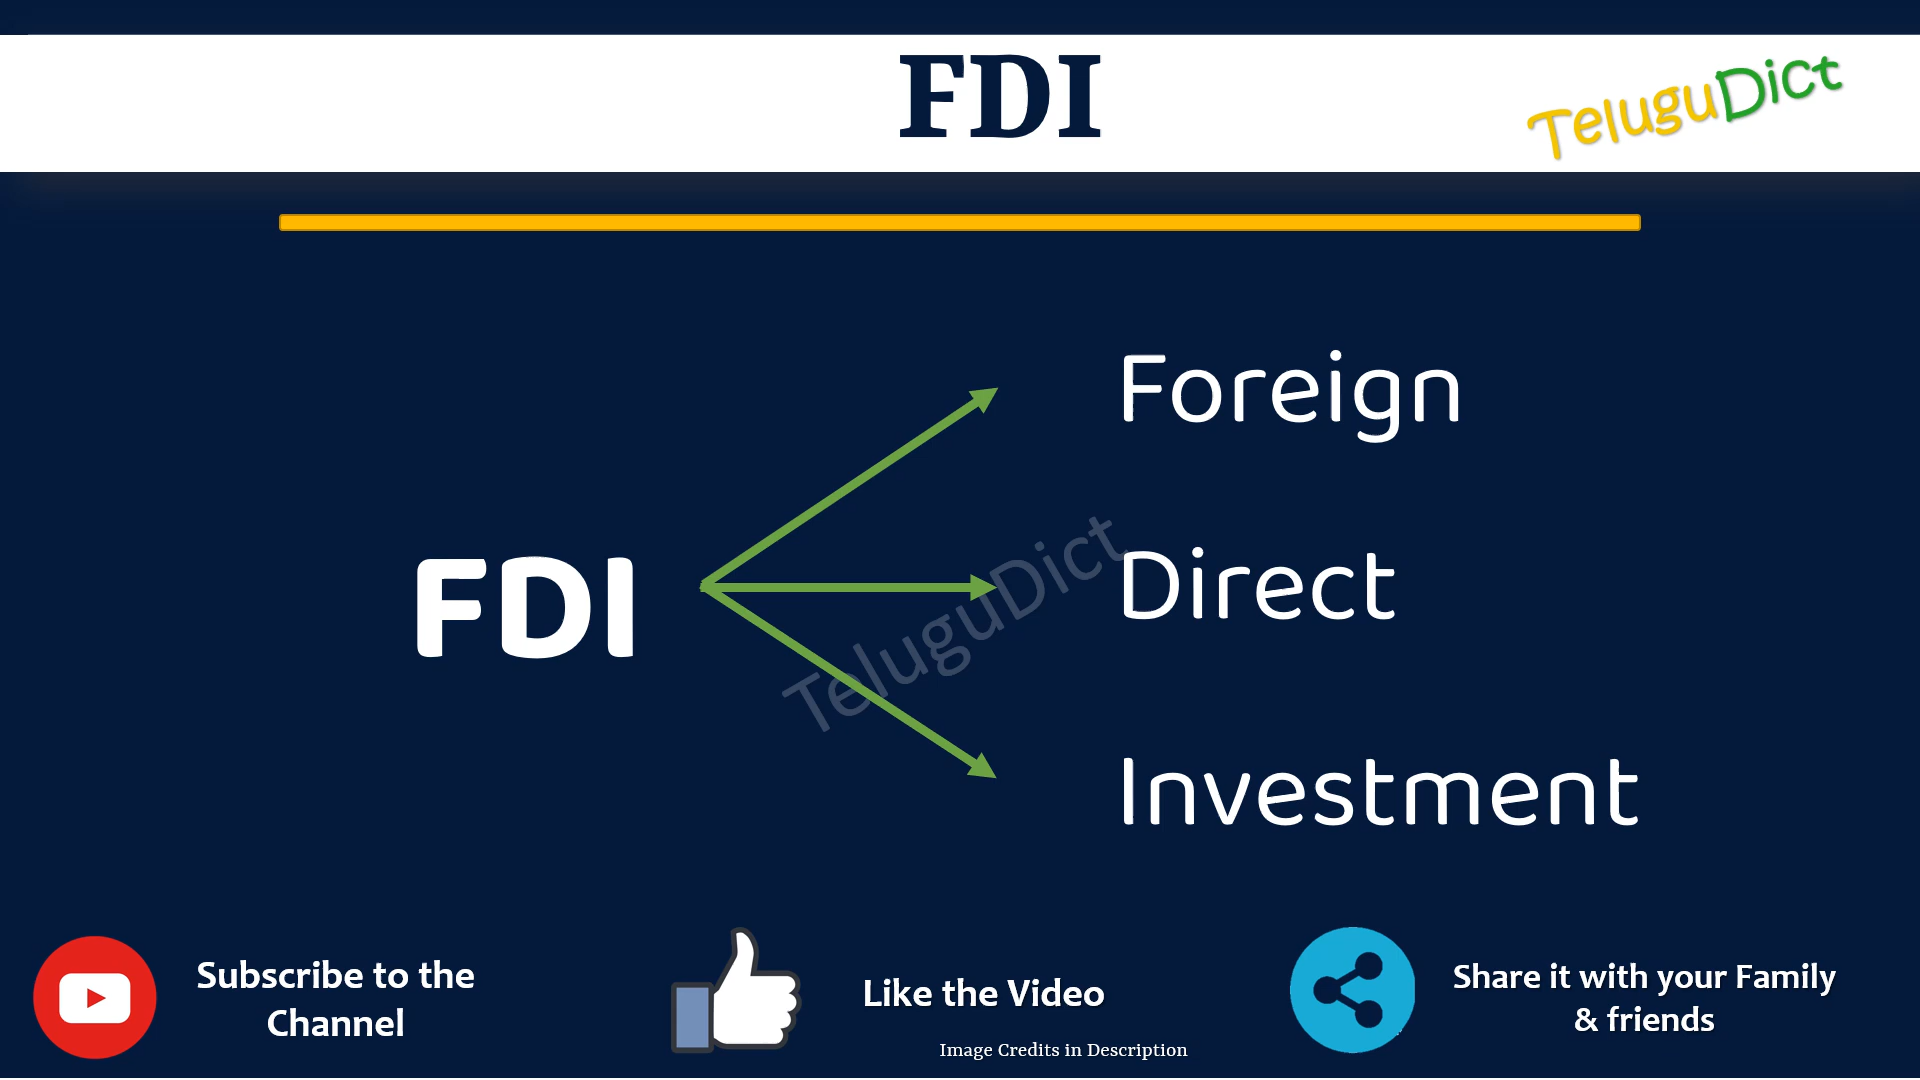 FDI
TeluguDict
Foreign
FDI
Direct
TeluguDict
Investment
Subscribe to the
Channel
Like the Video
Share it with your Family
& friends
Image Credits in Description